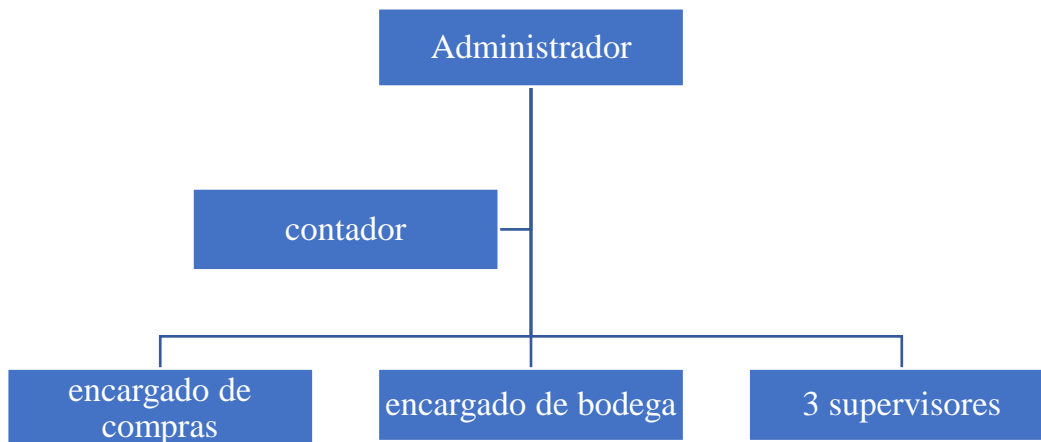 Administrador
contador
encargado de
compras
encargado de bodega
3 supervisores